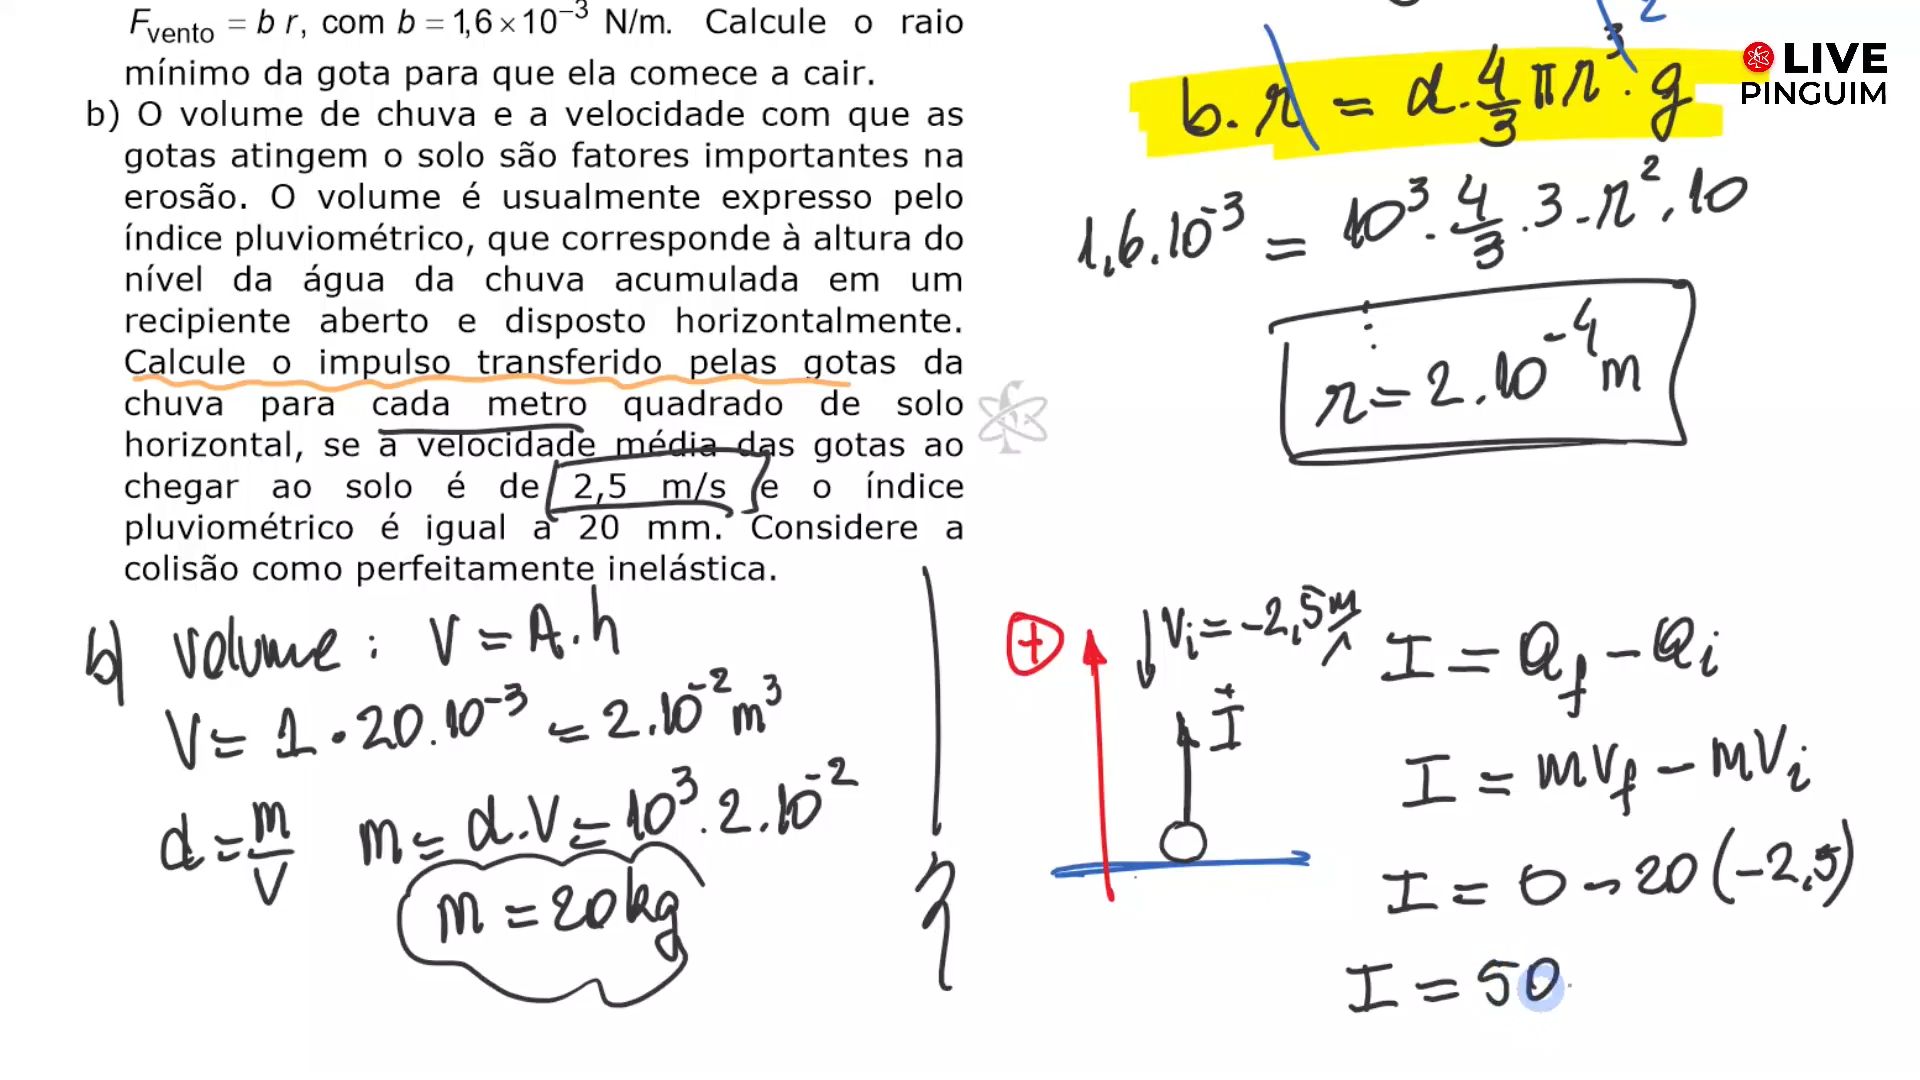 F_vento = b r, com b = 1,6 × 10⁻³ N/m. Calcule o raio
mínimo da gota para que ela comece a cair.
b) O volume de chuva e a velocidade com que as
gotas atingem o solo são fatores importantes na
erosão. O volume é usualmente expresso pelo
índice pluviométrico, que corresponde à altura do
nível da água da chuva acumulada em um
recipiente aberto e disposto horizontalmente.
Calcule o impulso transferido pelas gotas da
chuva para cada metro quadrado de solo
horizontal, se a velocidade média das gotas ao
chegar ao solo é de 2,5 m/s e o índice
pluviométrico é igual a 20 mm. Considere a
colisão como perfeitamente inelástica.
b) volume: V = A.h
V = 1 . 20.10⁻³ = 2.10⁻² m³
d = m/V m = d.V = 10³.2.10⁻²
m = 20kg
2
b.r = d.4/3 π r³.g
1,6.10⁻³ = 10³.4/3.3.r².10
r = 2.10⁻⁴ m
+
Vi = -2,5 m/s
I
I = Qf - Qi
I = mVf - mVi
I = 0 - 20(-2,5)
I = 50
LIVE
PINGUIM